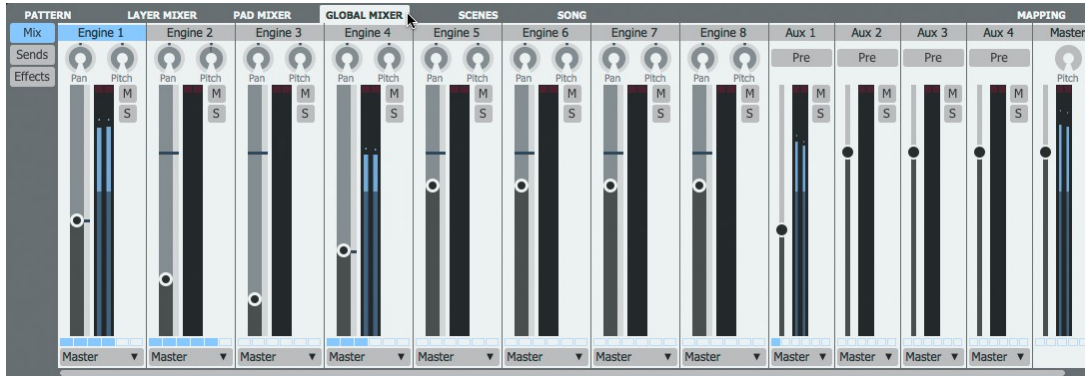 PATTERN LAYER MIXER PAD MIXER GLOBAL MIXER SCENES SONG MAPPING
Mix Engine 1 Engine 2 Engine 3 Engine 4 Engine 5 Engine 6 Engine 7 Engine 8 Aux 1 Aux 2 Aux 3 Aux 4 Master
Sends Pre Pre Pre Pre
Effects Pan Pitch Pan Pitch Pan Pitch Pan Pitch Pan Pitch Pan Pitch Pan Pitch Pan Pitch Pitch
M M M M M M M M M M M M
S S S S S S S S S S S S
Master Master Master Master Master Master Master Master Master Master Master Master